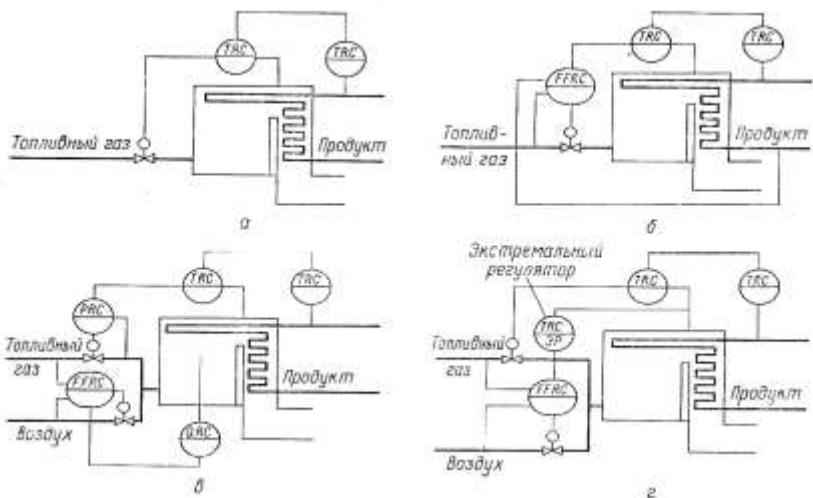 TRC
TRC
Топливный газ
Продукт
а
TRC
TRC
FFRC
Топлив-
ный газ
Продукт
б
TRC
TRC
PRC
Топливный
газ
FFRC
Продукт
Воздух
QRC
в
Экстремальный
регулятор
TRC
TRC
TRC
ЭР
Топливный
газ
FFRC
Продукт
Воздух
г